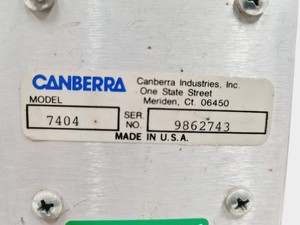 CANBERRA
Canberra Industries, Inc.
One State Street
Meriden, Ct. 06450
MODEL
7404
SER.
NO.
9862743
MADE IN U.S.A.